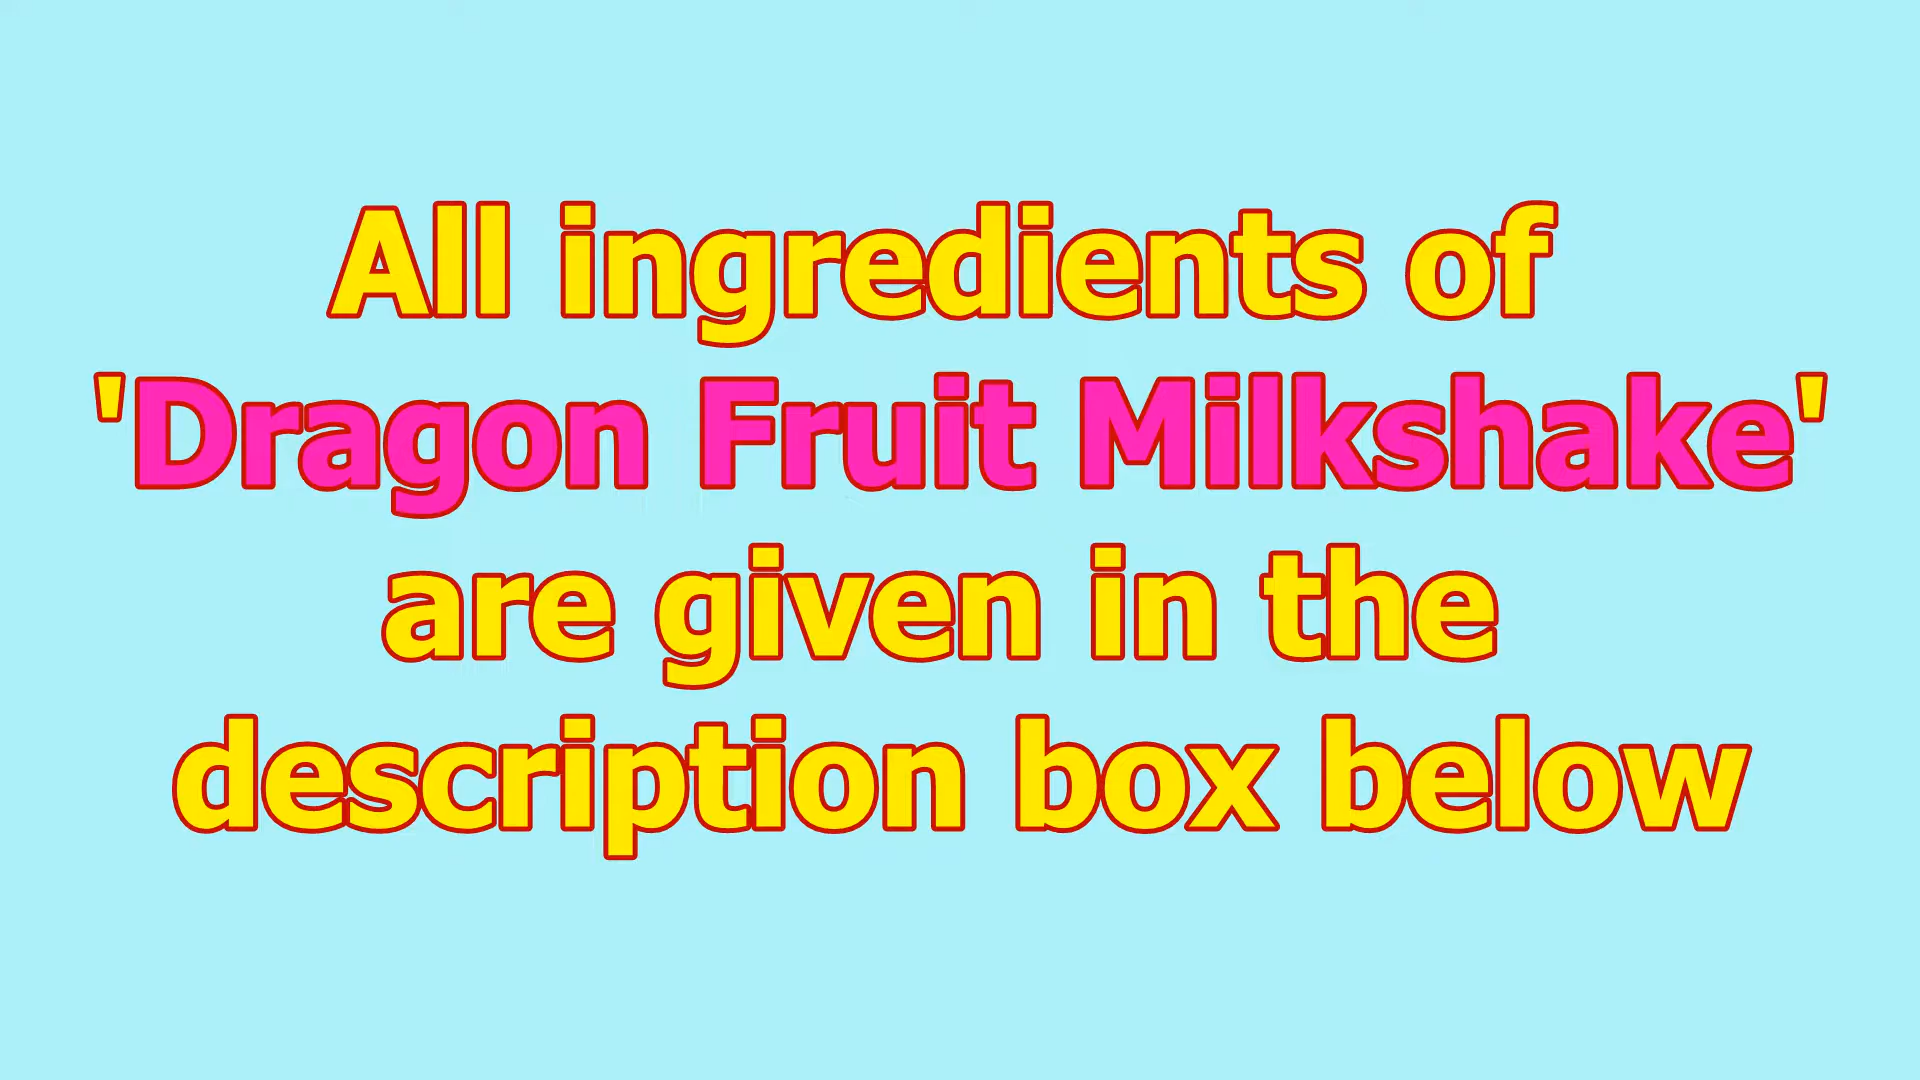 All ingredients of
'Dragon Fruit Milkshake'
are given in the
description box below